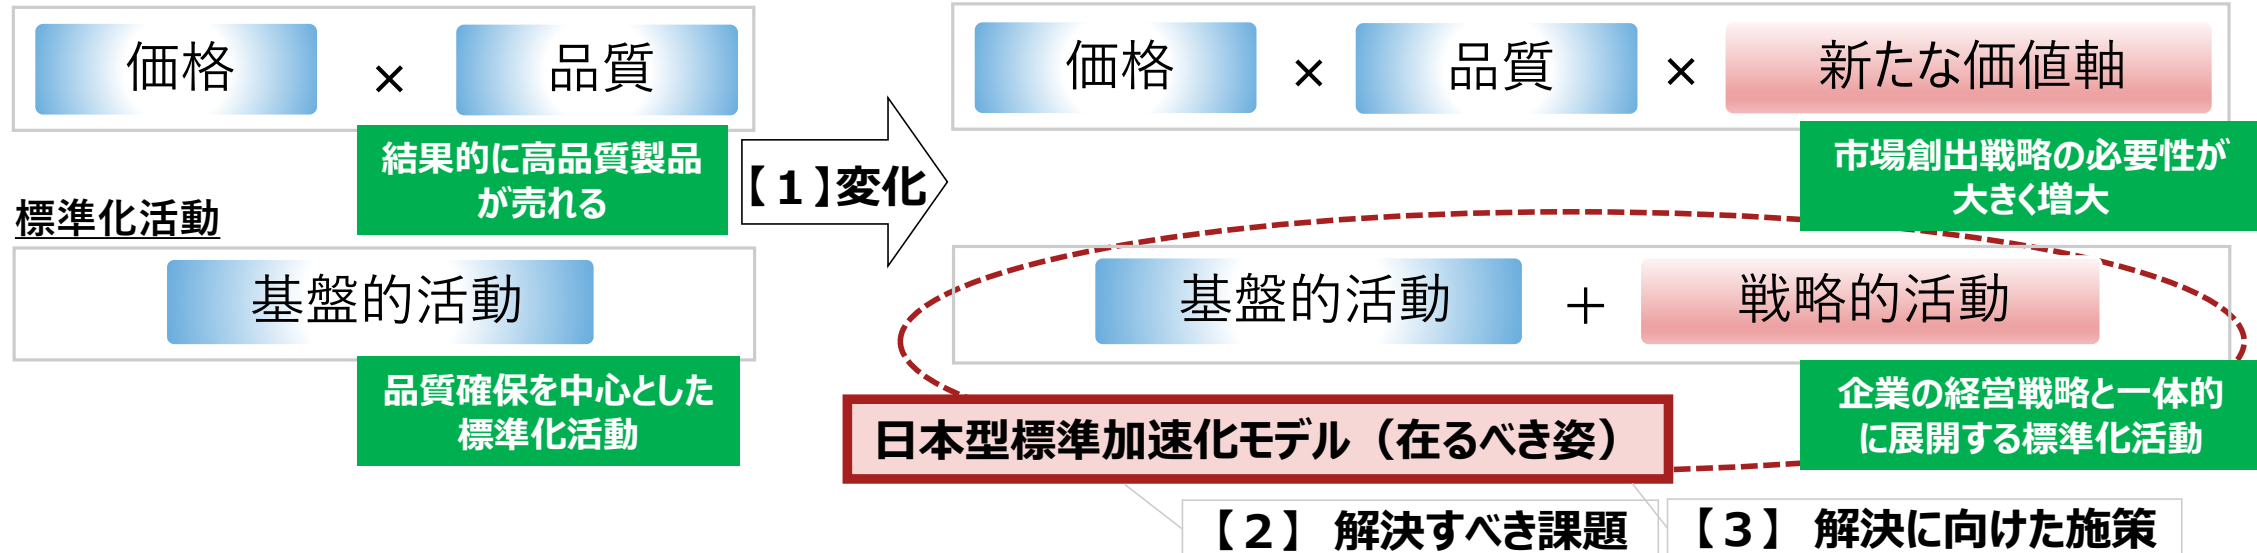 価格 × 品質
結果的に高品質製品
が売れる
標準化活動
基盤的活動
品質確保を中心とした
標準化活動
【1】変化
価格 × 品質 × 新たな価値軸
市場創出戦略の必要性が
大きく増大
基盤的活動 + 戦略的活動
企業の経営戦略と一体的
に展開する標準化活動
日本型標準加速化モデル（在るべき姿）
【2】 解決すべき課題
【3】 解決に向けた施策